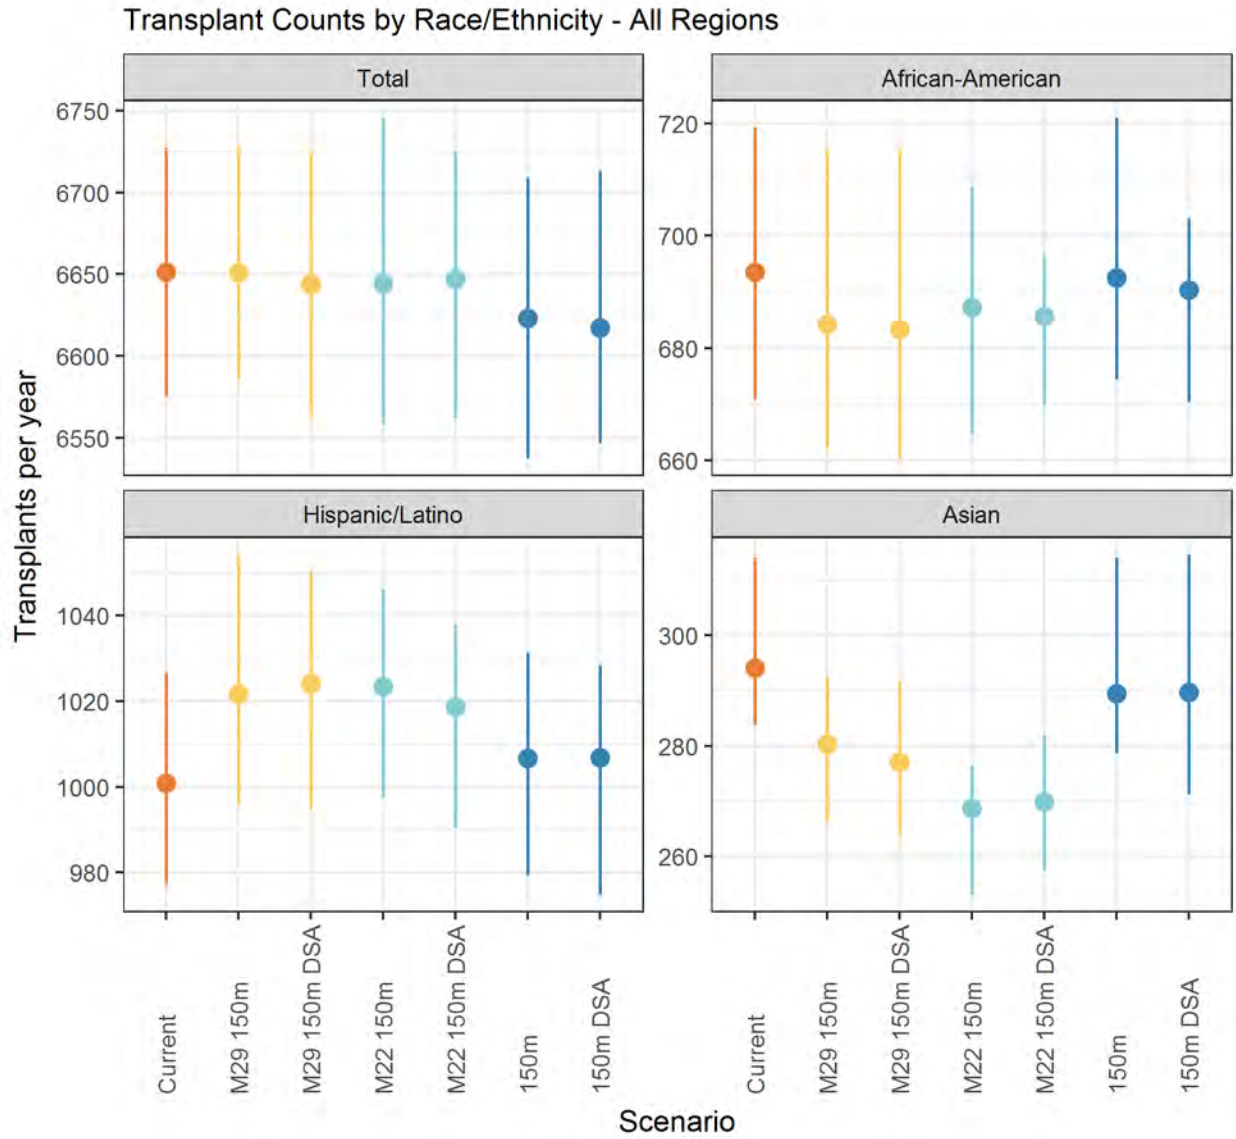 Transplant Counts by Race/Ethnicity - All Regions
Total
African-American
6750
6700
6650
6600
6550
720
700
680
660
Transplants per year
Hispanic/Latino
Asian
1040
1020
1000
980
300
280
260
Current
M29 150m
M29 150m DSA
M22 150m
M22 150m DSA
150m
150m DSA
Current
M29 150m
M29 150m DSA
M22 150m
M22 150m DSA
150m
150m DSA
Scenario